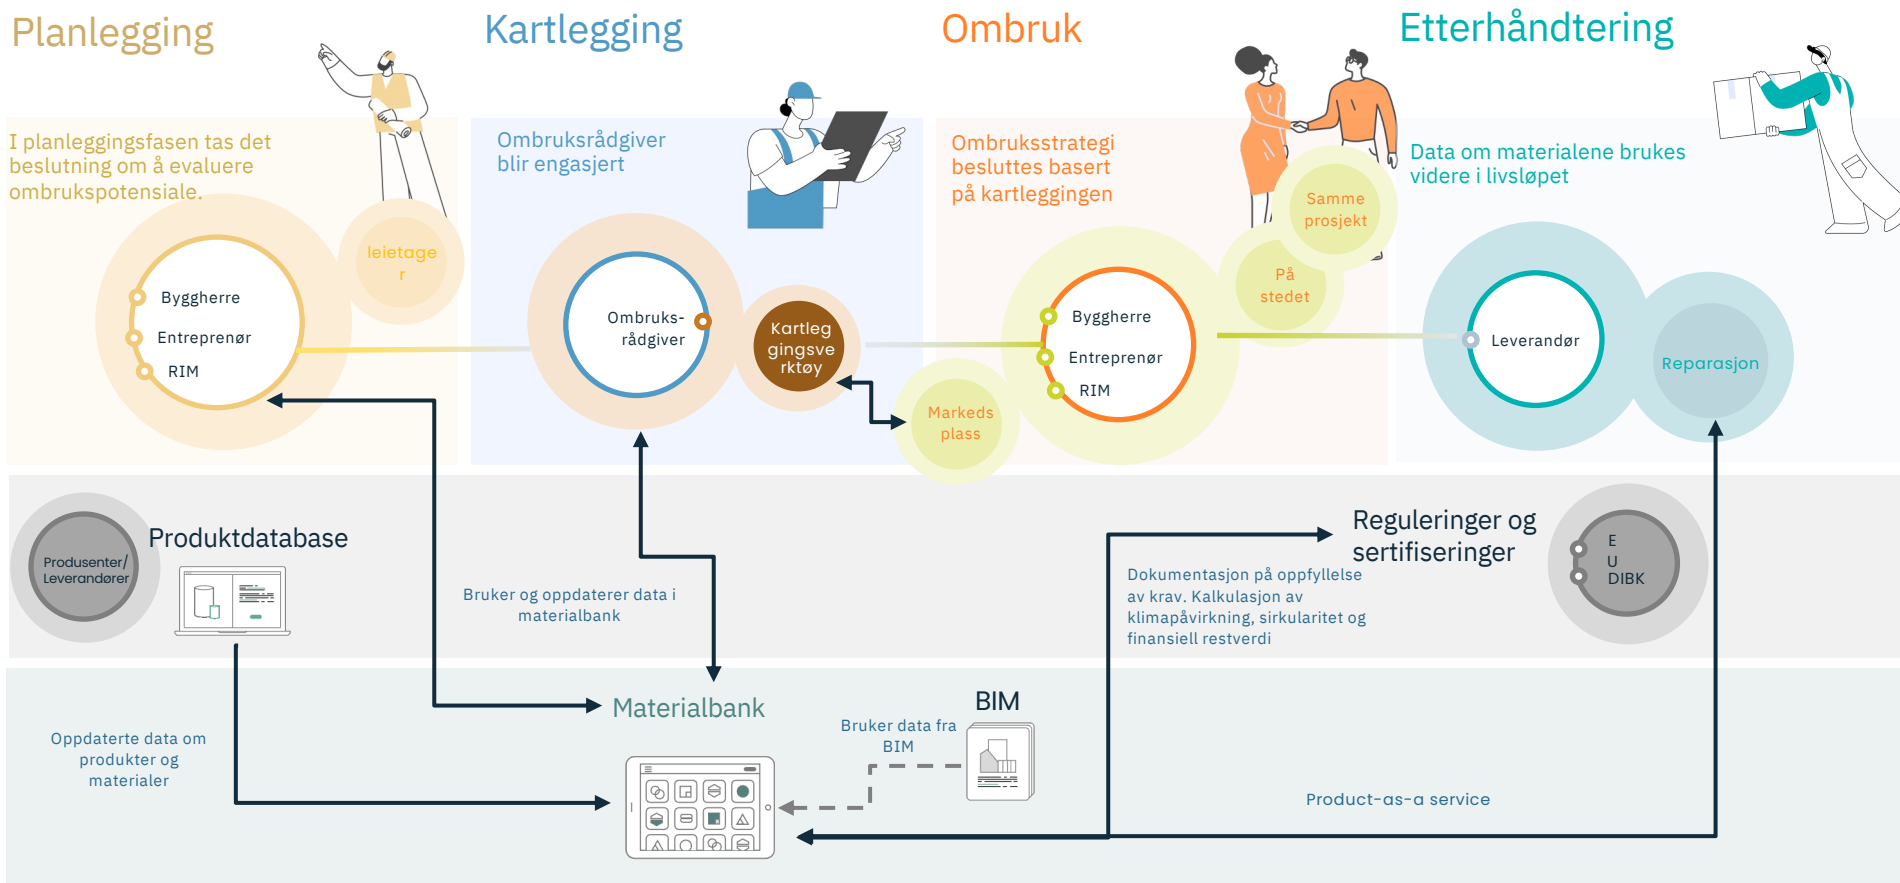 Planlegging
Kartlegging
Ombruk
Etterhåndtering
I planleggingsfasen tas det
beslutning om å evaluere
ombrukspotensiale.
leietage
r
Byggherre
Entreprenør
RIM
Ombruksrådgiver
blir engasjert
Ombruks-
rådgiver
Kartleg
gingsve
rktøy
Ombruksstrategi
besluttes basert
på kartleggingen
Samme
prosjekt
På
stedet
Byggherre
Entreprenør
RIM
Markeds
plass
Data om materialene brukes
videre i livsløpet
Leverandør
Reparasjon
Produsenter/
Leverandører
Produktdatabase
Bruker og oppdaterer data i
materialbank
Reguleringer og
sertifiseringer
Dokumentasjon på oppfyllelse
av krav. Kalkulasjon av
klimapåvirkning, sirkularitet og
finansiell restverdi
E
U
DIBK
Oppdaterte data om
produkter og
materialer
Materialbank
Bruker data fra
BIM
BIM
Product-as-a service